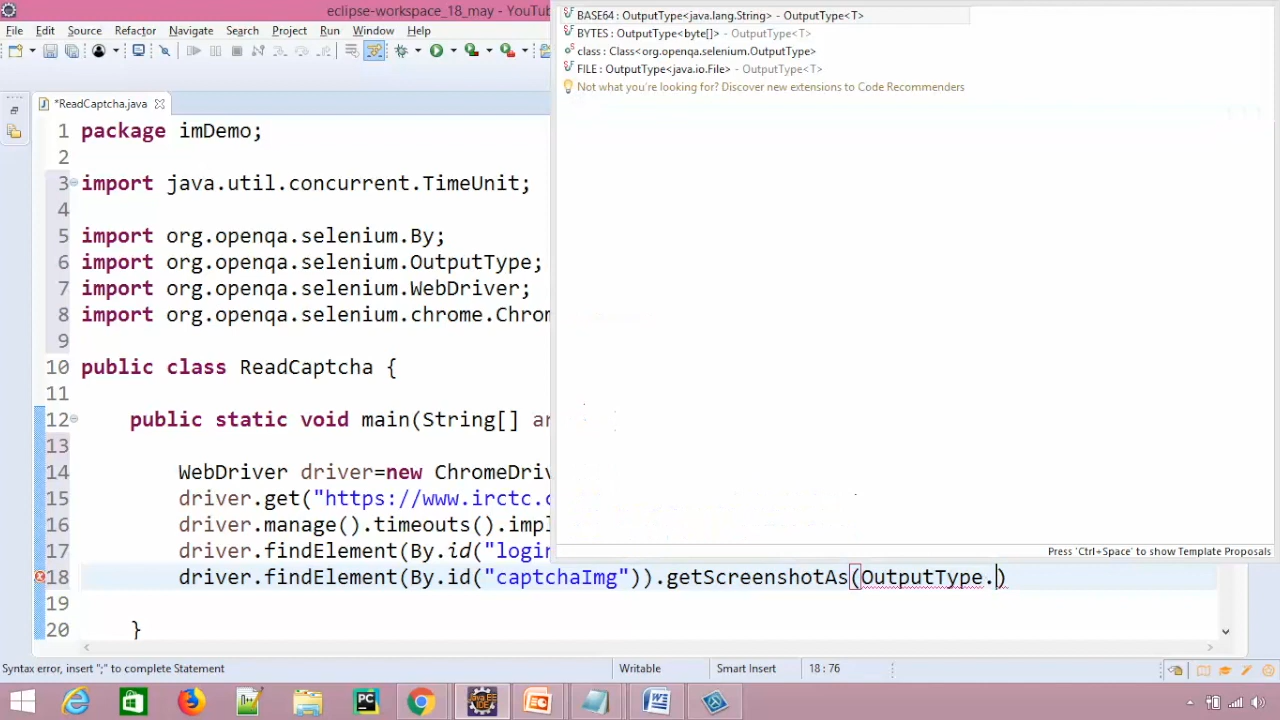 eclipse-workspace_18_may - YouTu
File Edit Source Refactor Navigate Search Project Run Window Help
*ReadCaptcha.java
BASE64 : OutputType<java.lang.String> - OutputType<T>
BYTES : OutputType<byte[]> - OutputType<T>
class : Class<org.openqa.selenium.OutputType>
FILE : OutputType<java.io.File> - OutputType<T>
Not what you're looking for? Discover new extensions to Code Recommenders
Press 'Ctrl+Space' to show Template Proposals
1 package imDemo;
2
3 import java.util.concurrent.TimeUnit;
4
5 import org.openqa.selenium.By;
6 import org.openqa.selenium.OutputType;
7 import org.openqa.selenium.WebDriver;
8 import org.openqa.selenium.chrome.Chro
9
10 public class ReadCaptcha {
11
12 public static void main(String[] ar
13
14 WebDriver driver=new ChromeDriv
15 driver.get("https://www.irctc.c
16 driver.manage().timeouts().impl
17 driver.findElement(By.id("login
18 driver.findElement(By.id("captchaImg")).getScreenshotAs(OutputType.)
19
20 }
Syntax error, insert ";" to complete Statement Writable Smart Insert 18 : 76